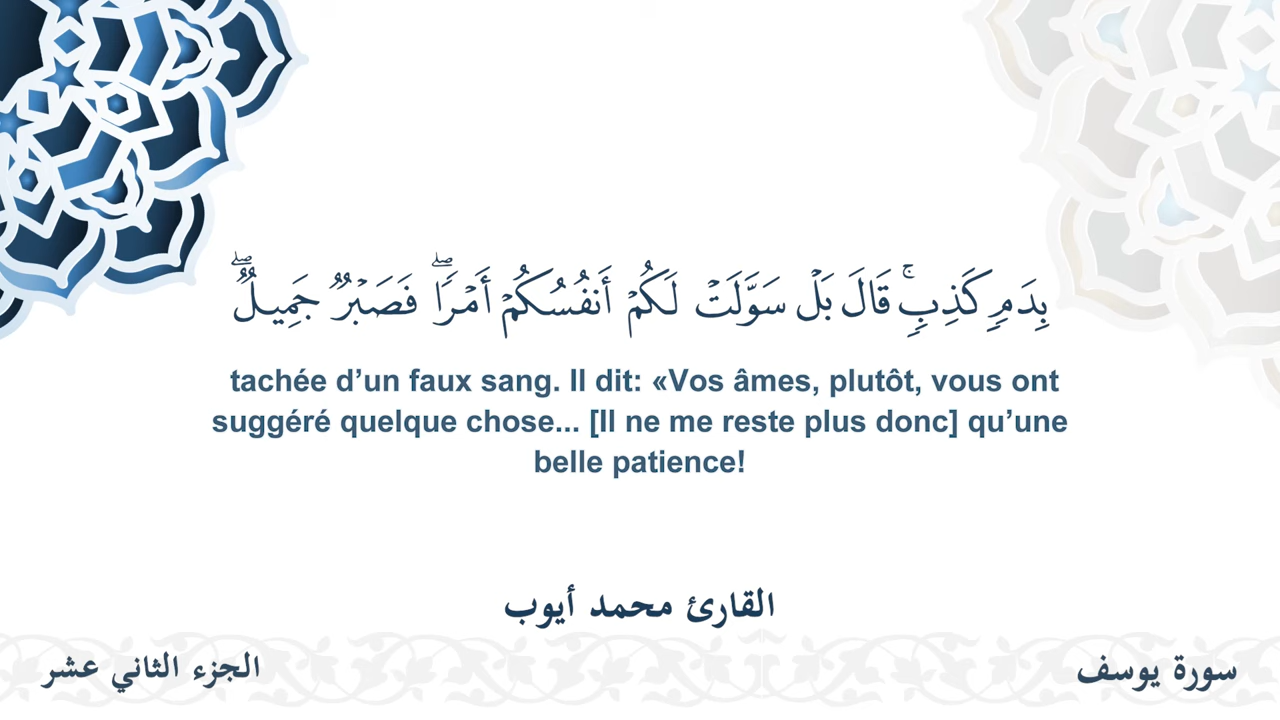 بِدَمٖ كَذِبٖۚ قَالَ بَلۡ سَوَّلَتۡ لَكُمۡ أَنفُسُكُمۡ أَمۡرٗاۖ فَصَبۡرٞ جَمِيلٞۖ
tachée d’un faux sang. Il dit: «Vos âmes, plutôt, vous ont
suggéré quelque chose... [Il ne me reste plus donc] qu’une
belle patience!
القارئ محمد أيوب
سورة يوسف
الجزء الثاني عشر